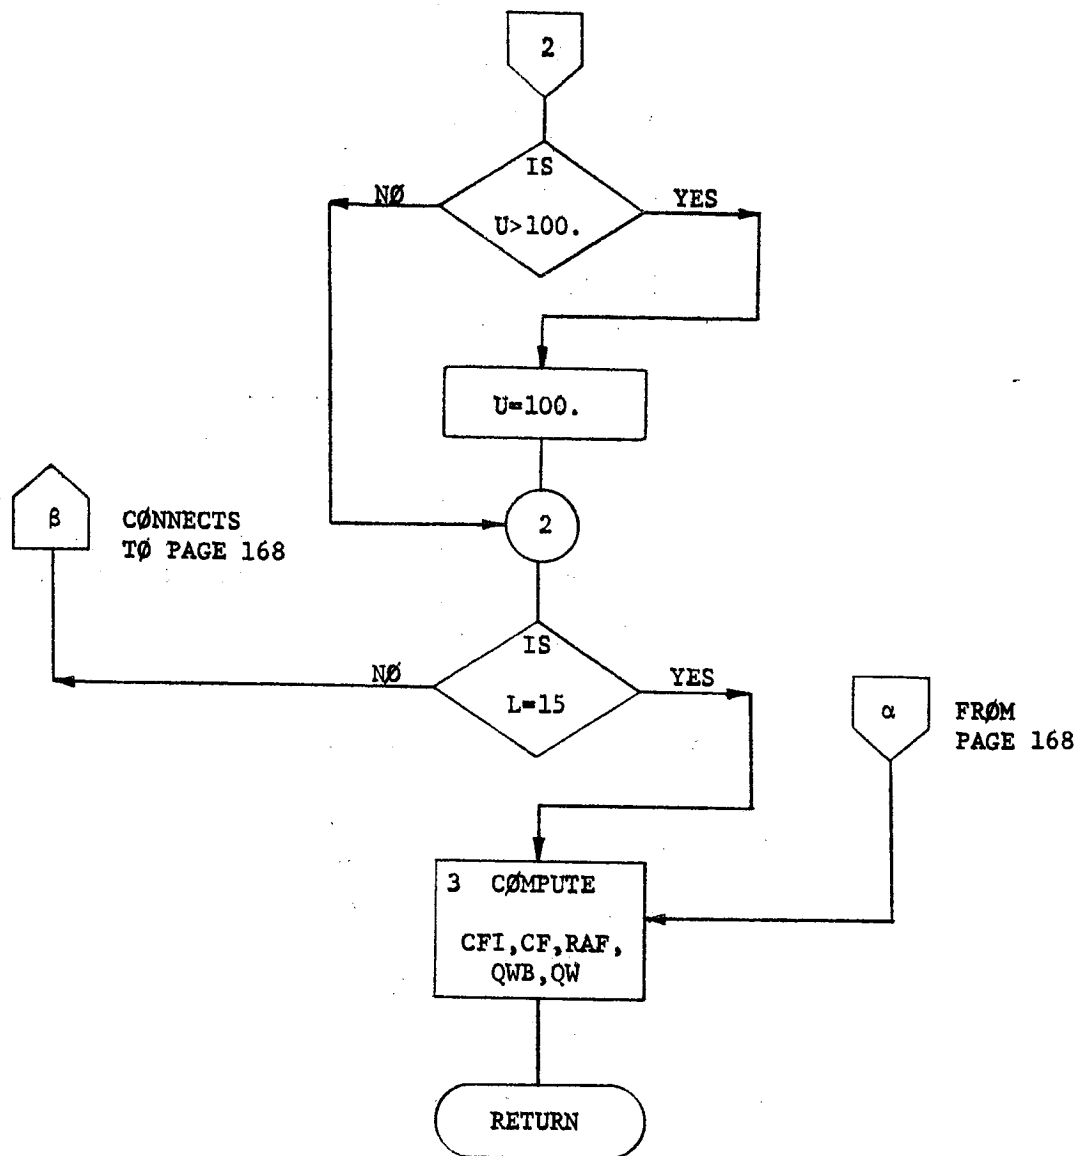 2
IS
NØ
YES
U>100.
U=100.
2
β
CØNNECTS
TØ PAGE 168
IS
NØ
YES
L=15
α
FRØM
PAGE 168
3 CØMPUTE
CFI,CF,RAF,
QWB,QW
RETURN